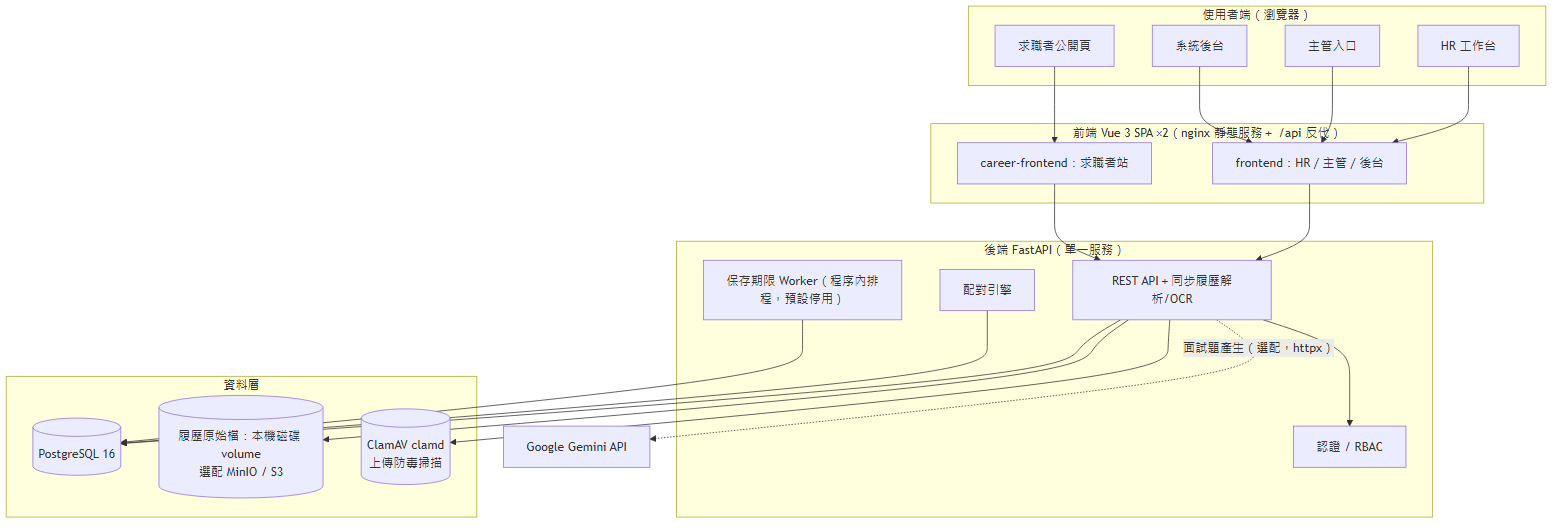 使用者端（瀏覽器）
求職者公開頁
系統後台
主管入口
HR 工作台
前端 Vue 3 SPA ×2（nginx 靜態服務＋ /api 反代）
career-frontend：求職者站
frontend：HR / 主管 / 後台
後端 FastAPI（單一服務）
保存期限 Worker（程序內排
程，預設停用）
配對引擎
REST API＋同步履歷解
析/OCR
面試題產生（選配，httpx）
資料層
PostgreSQL 16
履歷原始檔：本機磁碟
volume
選配 MinIO / S3
ClamAV clamd
上傳防毒掃描
Google Gemini API
認證 / RBAC